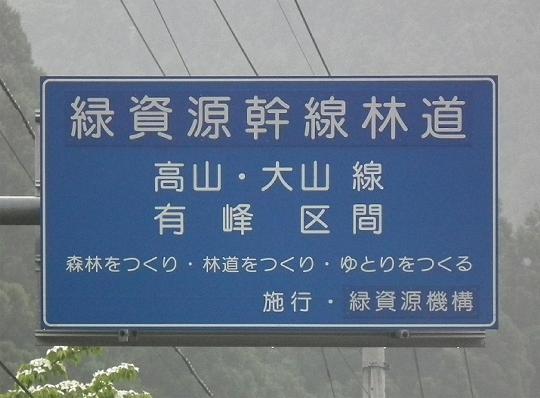 緑資源幹線林道
高山・大山 線
有峰 区間
森林をつくり・林道をつくり・ゆとりをつくる
施行・緑資源機構